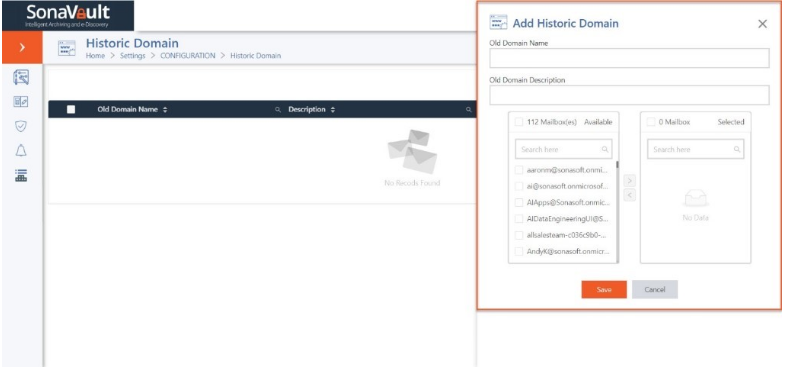 SonaVault
Intelligent Archiving and e-Discovery
Historic Domain
Home > Settings > CONFIGURATION > Historic Domain
Old Domain Name
Description
No Records Found
Add Historic Domain
Old Domain Name
Old Domain Description
112 Mailbox(es) Available
Search here
aaronm@sonasoft.onmi...
ai@sonasoft.onmicrosof...
AIApps@Sonasoft.onmic...
AIDataEngineeringUI@S...
allsalesteam-c036c9b0-...
AndyK@sonasoft.onmicr...
0 Mailbox Selected
Search here
No Data
Save
Cancel